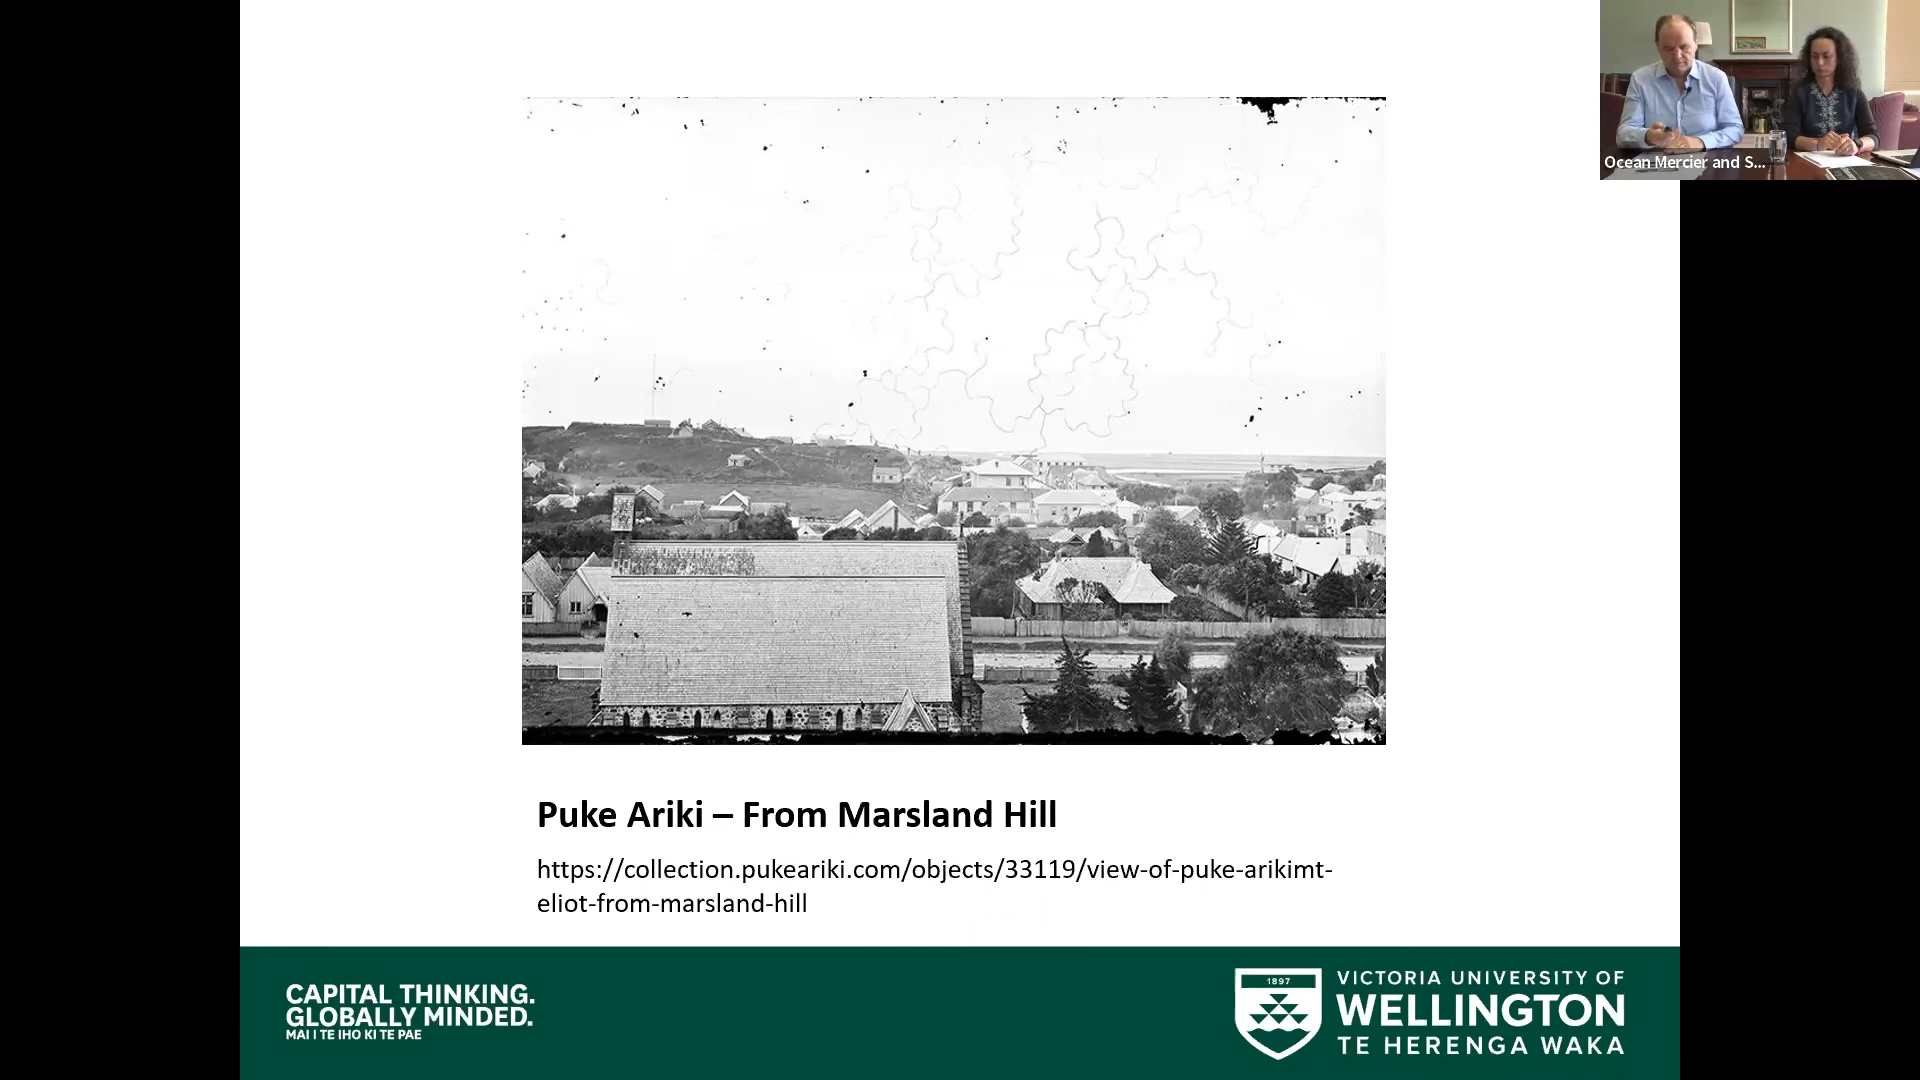 Ocean Mercier and S...
Puke Ariki – From Marsland Hill
https://collection.pukeariki.com/objects/33119/view-of-puke-arikimt-
eliot-from-marsland-hill
CAPITAL THINKING.
GLOBALLY MINDED.
MAI I TE IHO KI TE PAE
1897
VICTORIA UNIVERSITY OF
WELLINGTON
TE HERENGA WAKA